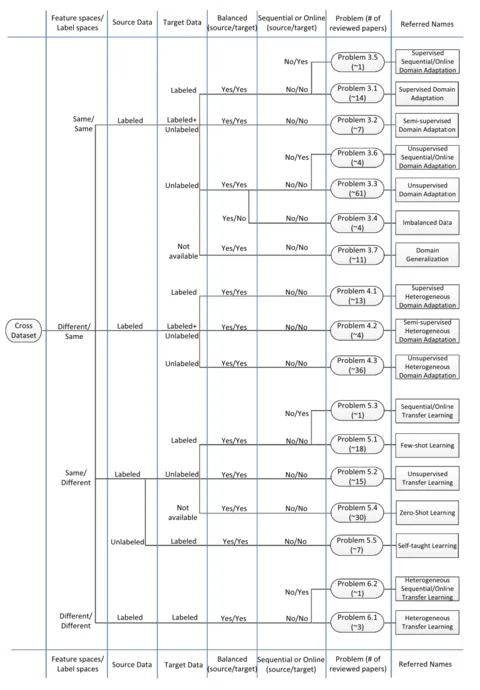 Feature spaces/
Label spaces
Source Data
Target Data
Balanced
(source/target)
Sequential or Online
(source/target)
Problem (# of
reviewed papers)
Referred Names
No/Yes
Problem 3.5
(~1)
Supervised
Sequential/Online
Domain Adaptation
Labeled
Yes/Yes
No/No
Problem 3.1
(~14)
Supervised Domain
Adaptation
Same/
Same
Labeled
Labeled+
Unlabeled
Yes/Yes
No/No
Problem 3.2
(~7)
Semi-supervised
Domain Adaptation
No/Yes
Problem 3.6
(~4)
Unsupervised
Sequential/Online
Domain Adaptation
Unlabeled
Yes/Yes
No/No
Problem 3.3
(~61)
Unsupervised
Domain Adaptation
Yes/No
No/No
Problem 3.4
(~4)
Imbalanced Data
Not
available
Yes/Yes
No/No
Problem 3.7
(~11)
Domain
Generalization
Labeled
Yes/Yes
No/No
Problem 4.1
(~13)
Supervised
Heterogeneous
Domain Adaptation
Cross
Dataset
Different/
Same
Labeled
Labeled+
Unlabeled
Yes/Yes
No/No
Problem 4.2
(~4)
Semi-supervised
Heterogeneous
Domain Adaptation
Unlabeled
Yes/Yes
No/No
Problem 4.3
(~36)
Unsupervised
Heterogeneous
Domain Adaptation
No/Yes
Problem 5.3
(~1)
Sequential/Online
Transfer Learning
Labeled
Yes/Yes
No/No
Problem 5.1
(~18)
Few-shot Learning
Same/
Different
Labeled
Unlabeled
Yes/Yes
No/No
Problem 5.2
(~15)
Unsupervised
Transfer Learning
Not
available
Yes/Yes
No/No
Problem 5.4
(~30)
Zero-Shot Learning
Unlabeled
Labeled
Yes/Yes
No/No
Problem 5.5
(~7)
Self-taught Learning
No/Yes
Problem 6.2
(~1)
Heterogeneous
Sequential/Online
Transfer Learning
Different/
Different
Labeled
Labeled
Yes/Yes
No/No
Problem 6.1
(~3)
Heterogeneous
Transfer Learning
Feature spaces/
Label spaces
Source Data
Target Data
Balanced
(source/target)
Sequential or Online
(source/target)
Problem (# of
reviewed papers)
Referred Names